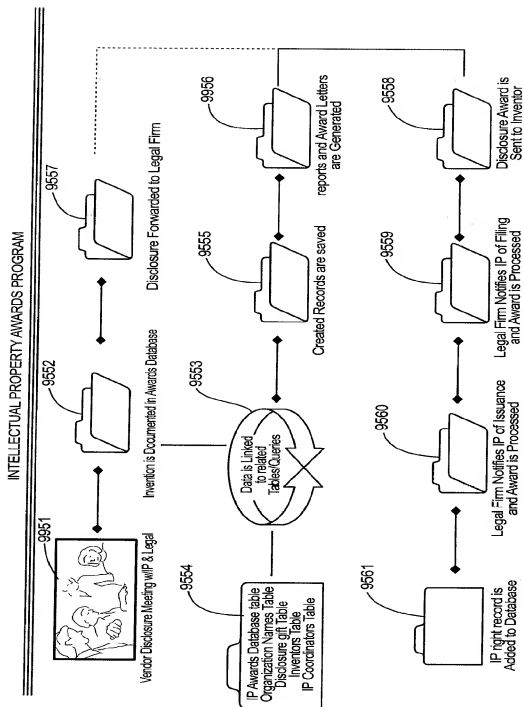 INTELLECTUAL PROPERTY AWARDS PROGRAM
9951
Vendor Disclosure Meeting w/IP & Legal
9552
Invention is Documented in Awards Database
9557
Disclosure Forwarded to Legal Firm
9554
IP Awards Database table
Organization Names Table
Disclosure gift Table
Inventors Table
IP Coordinators Table
9553
Data is Linked
to related
Tables/Queries
9555
Created Records are saved
9956
reports and Award Letters
are Generated
9561
IP right record is
Added to Database
9560
Legal Firm Notifies IP of Issuance
and Award is Processed
9559
Legal Firm Notifies IP of Filing
and Award is Processed
9558
Disclosure Award is
Sent to Inventor